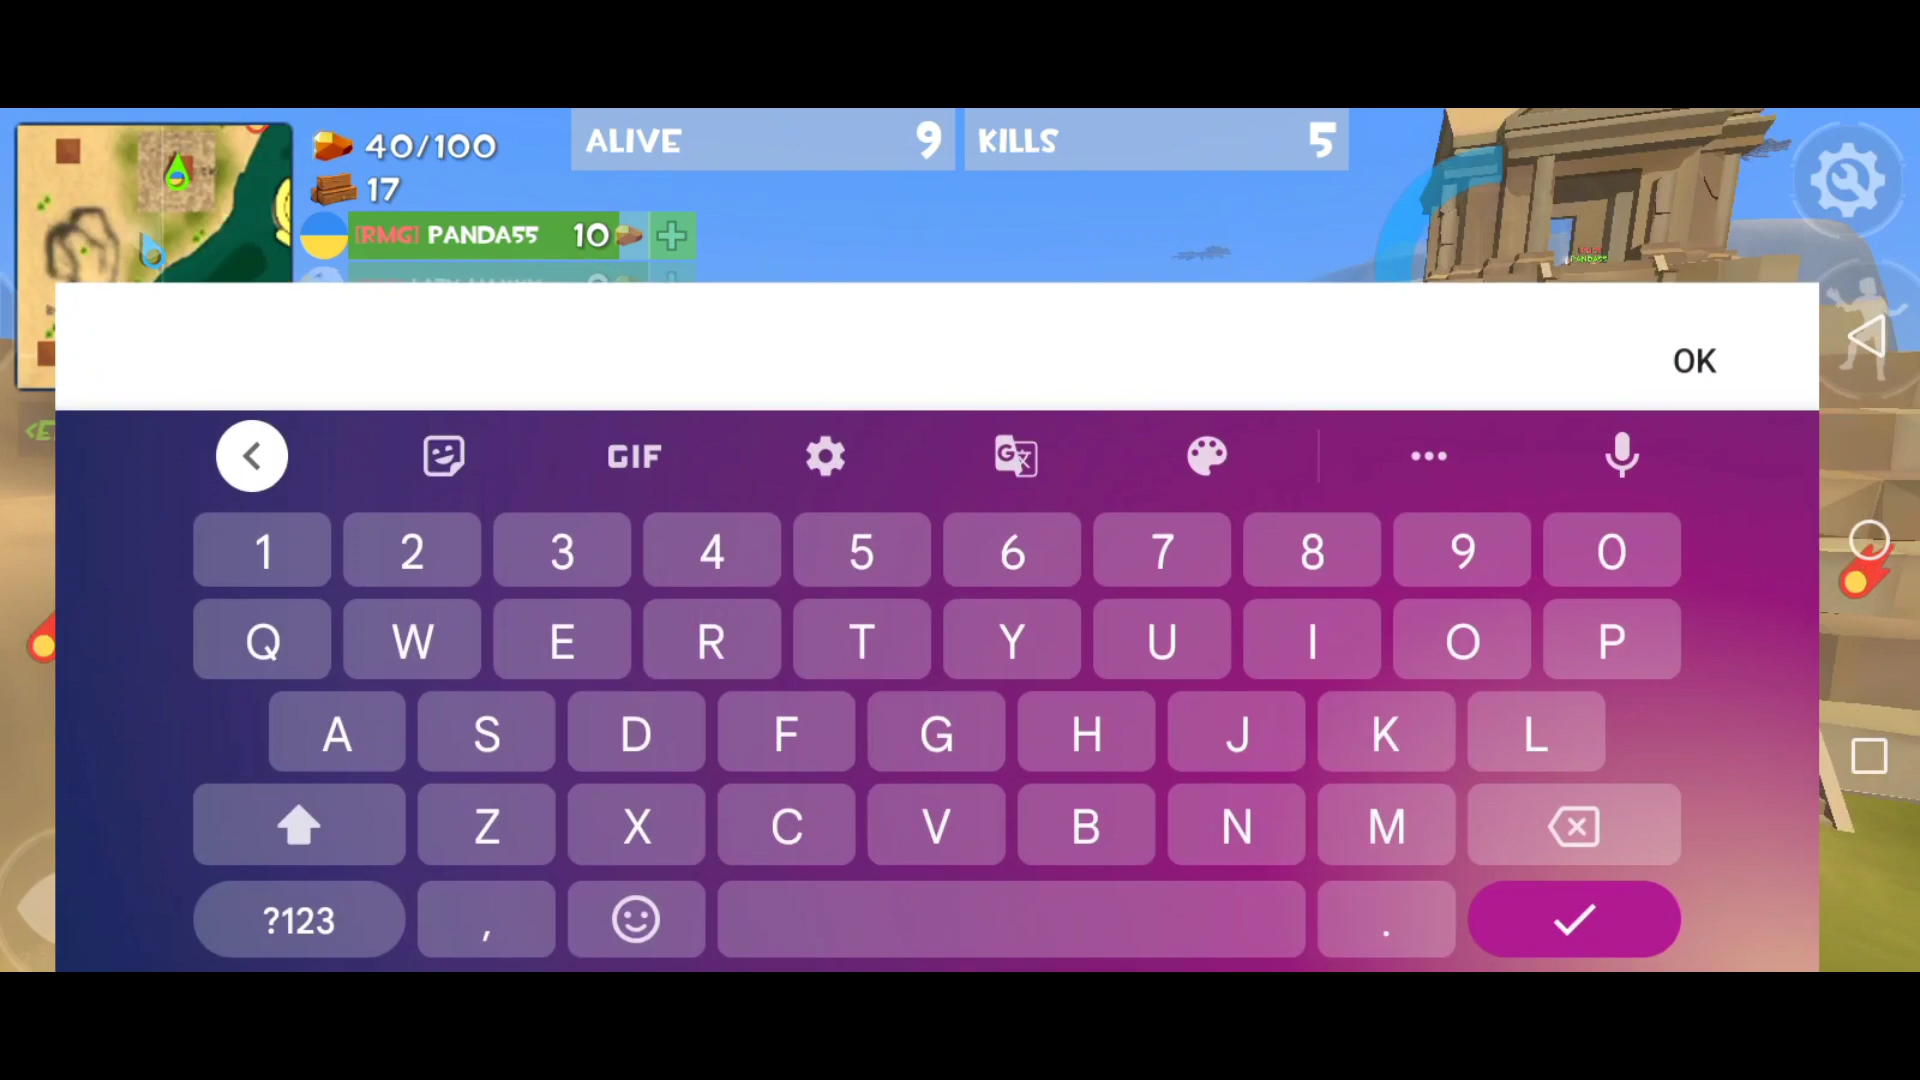 40/100
ALIVE 9 KILLS 5
17
[RMG] PANDA55 10
PANDA55
<E
OK
GIF
1 2 3 4 5 6 7 8 9 0
Q W E R T Y U I O P
A S D F G H J K L
Z X C V B N M
?123 , .